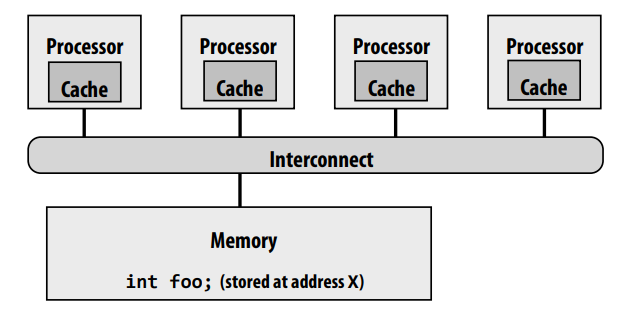 Processor Processor Processor Processor
Cache Cache Cache Cache
Interconnect
Memory
int foo; (stored at address X)